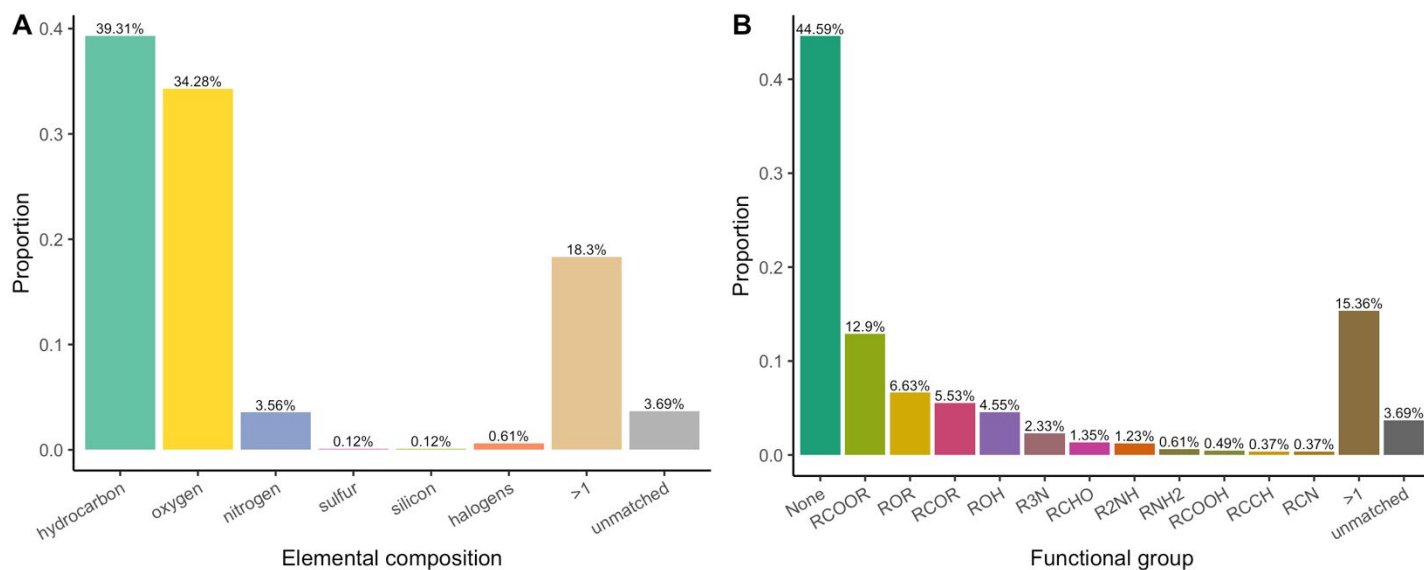 A
39.31%
34.28%
3.56%
0.12%
0.12%
0.61%
18.3%
3.69%
0.4
0.3
0.2
0.1
0.0
Proportion
hydrocarbon
oxygen
nitrogen
sulfur
silicon
halogens
>1
unmatched
Elemental composition
B
44.59%
12.9%
6.63%
5.53%
4.55%
2.33%
1.35%
1.23%
0.61%
0.49%
0.37%
0.37%
15.36%
3.69%
0.4
0.3
0.2
0.1
0.0
Proportion
None
RCOOR
ROR
RCOR
ROH
R3N
RCHO
R2NH
RNH2
RCOOH
RCCH
RCN
>1
unmatched
Functional group